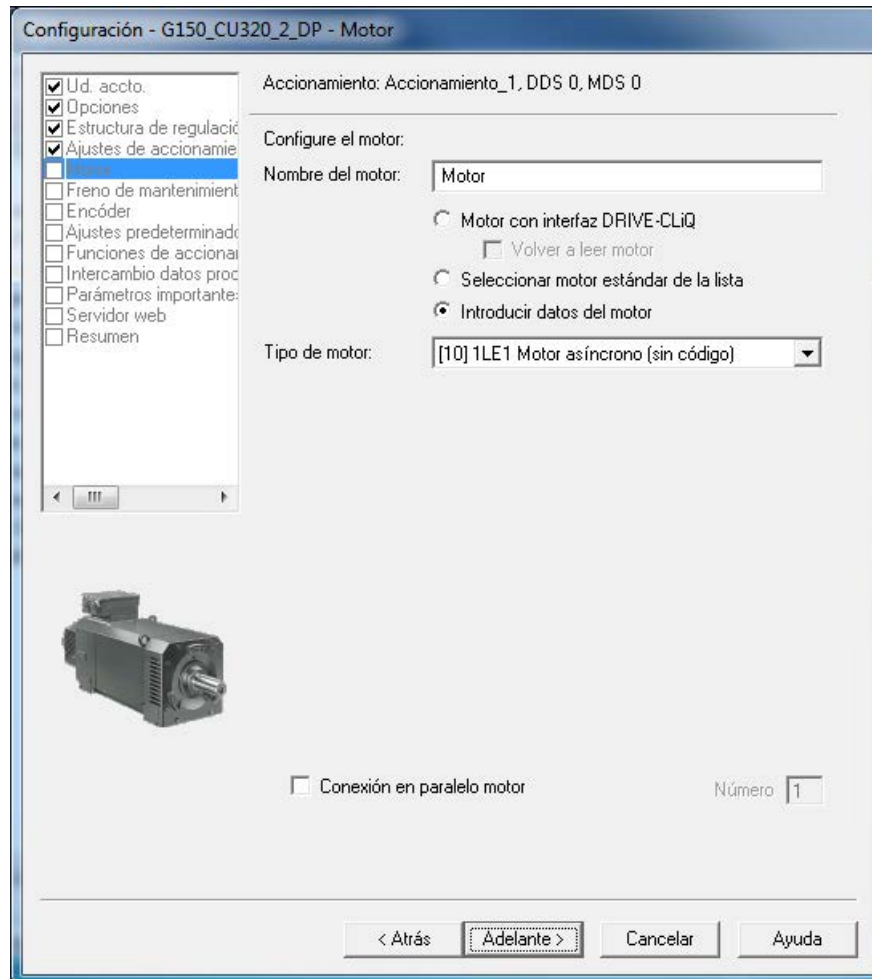 Configuración - G150_CU320_2_DP - Motor
Ud. accto.
Opciones
Estructura de regulació
Ajustes de accionamie
Freno de mantenimient
Encóder
Ajustes predeterminado
Funciones de accionar
Intercambio datos proc
Parámetros importantes
Servidor web
Resumen
Accionamiento: Accionamiento_1, DDS 0, MDS 0
Configure el motor:
Nombre del motor: Motor
Motor con interfaz DRIVE-CLiQ
Volver a leer motor
Seleccionar motor estándar de la lista
Introducir datos del motor
Tipo de motor: [10] 1LE1 Motor asíncrono (sin código)
Conexión en paralelo motor Número 1
< Atrás Adelante > Cancelar Ayuda